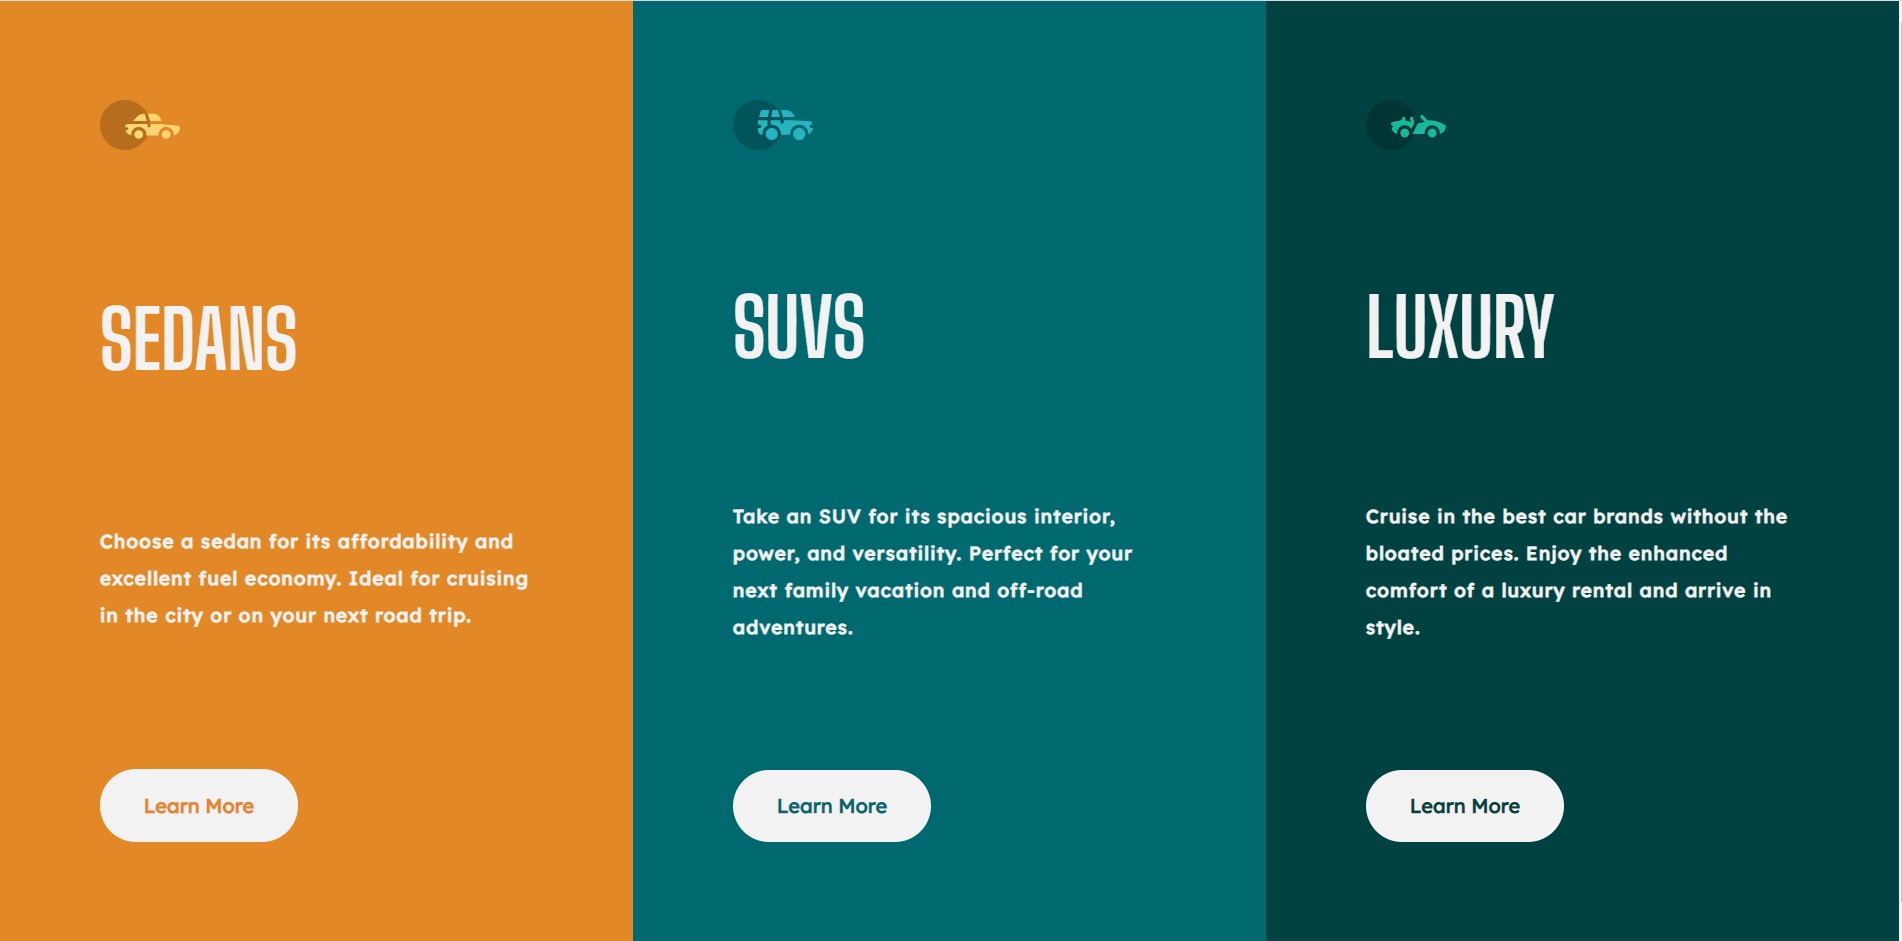 SEDANS
Choose a sedan for its affordability and
excellent fuel economy. Ideal for cruising
in the city or on your next road trip.
Learn More
SUVS
Take an SUV for its spacious interior,
power, and versatility. Perfect for your
next family vacation and off-road
adventures.
Learn More
LUXURY
Cruise in the best car brands without the
bloated prices. Enjoy the enhanced
comfort of a luxury rental and arrive in
style.
Learn More